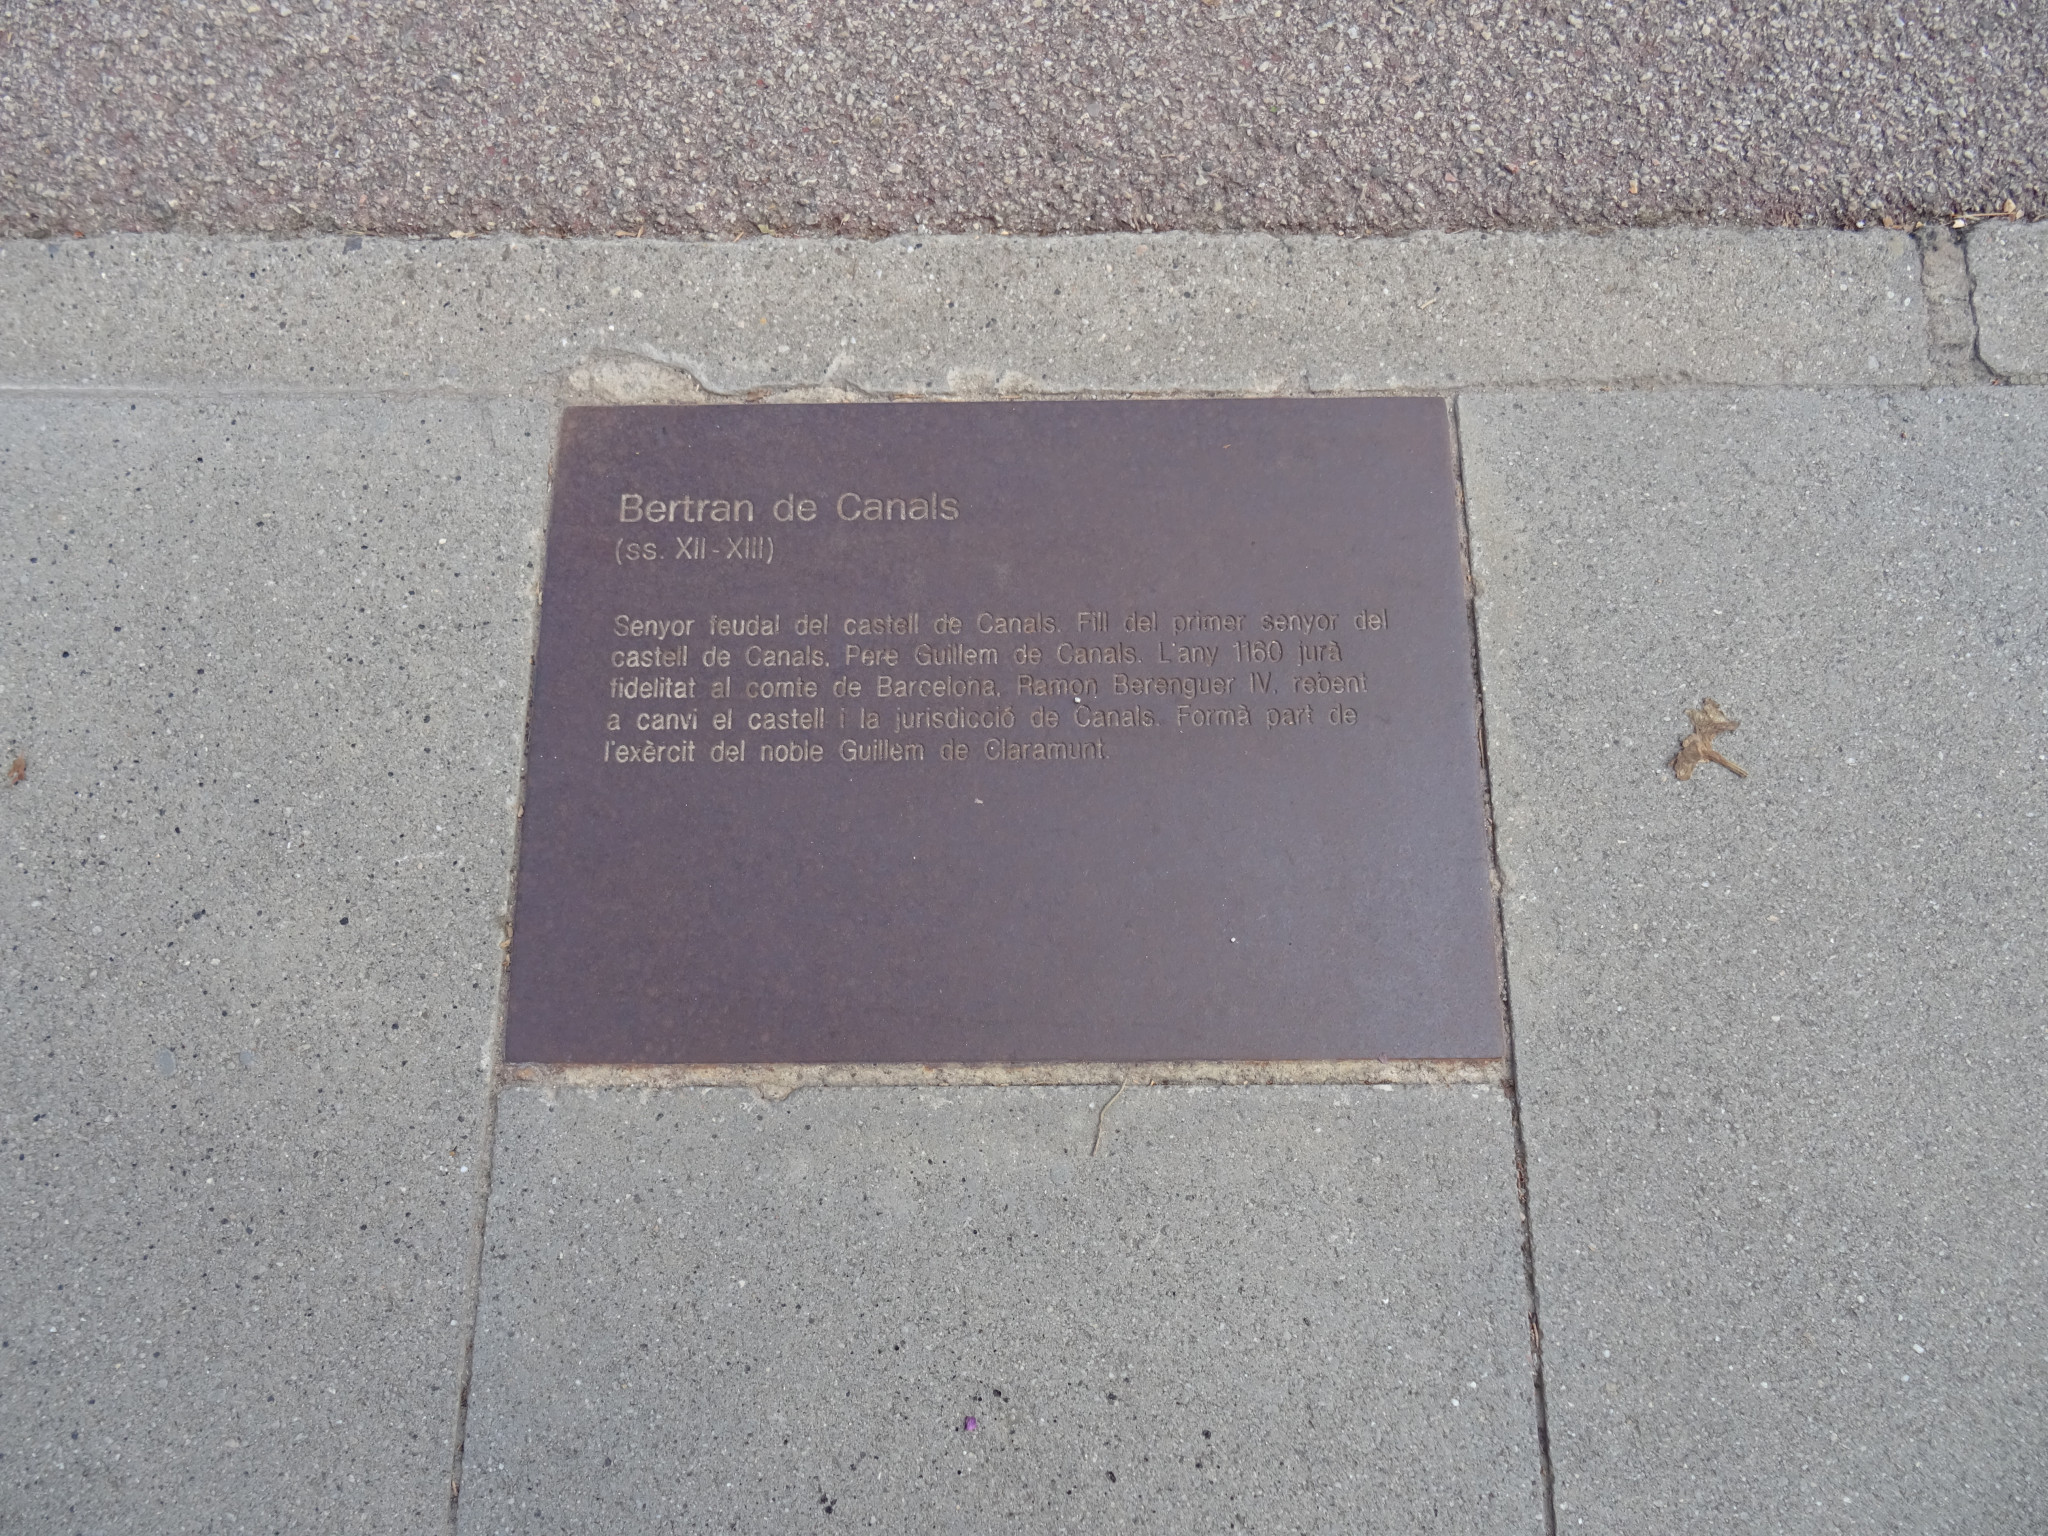 Bertran de Canals
(ss. XII-XIII)
Senyor feudal del castell de Canals. Fill del primer senyor del
castell de Canals, Pere Guillem de Canals. L'any 1160 jurà
fidelitat al comte de Barcelona, Ramon Berenguer IV, rebent
a canvi el castell i la jurisdicció de Canals. Formà part de
l'exèrcit del noble Guillem de Claramunt.